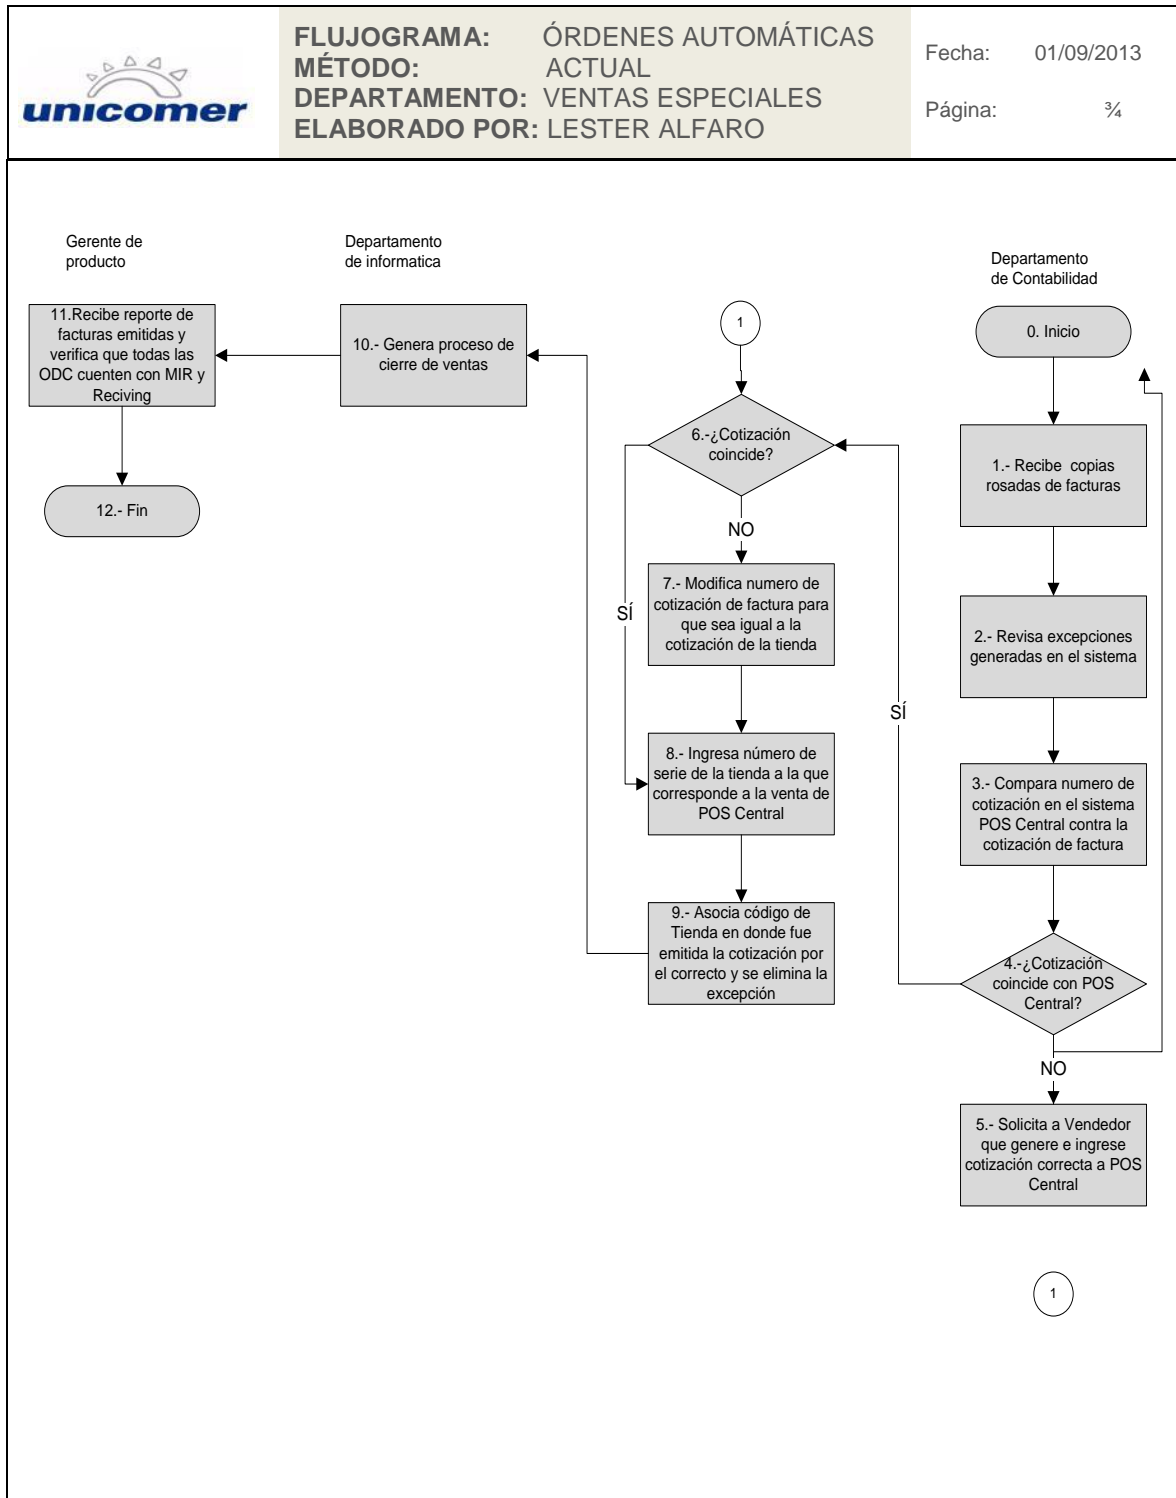 unicomer
FLUJOGRAMA: ÓRDENES AUTOMÁTICAS
MÉTODO: ACTUAL
DEPARTAMENTO: VENTAS ESPECIALES
ELABORADO POR: LESTER ALFARO
Fecha: 01/09/2013
Página: ¾
Gerente de
producto
11.Recibe reporte de
facturas emitidas y
verifica que todas las
ODC cuenten con MIR y
Reciving
12.- Fin
Departamento
de informatica
10.- Genera proceso de
cierre de ventas
1
6.-¿Cotización
coincide?
NO
SÍ
7.- Modifica numero de
cotización de factura para
que sea igual a la
cotización de la tienda
8.- Ingresa número de
serie de la tienda a la que
corresponde a la venta de
POS Central
9.- Asocia código de
Tienda en donde fue
emitida la cotización por
el correcto y se elimina la
excepción
SÍ
Departamento
de Contabilidad
0. Inicio
1.- Recibe copias
rosadas de facturas
2.- Revisa excepciones
generadas en el sistema
3.- Compara numero de
cotización en el sistema
POS Central contra la
cotización de factura
4.-¿Cotización
coincide con POS
Central?
NO
5.- Solicita a Vendedor
que genere e ingrese
cotización correcta a POS
Central
1